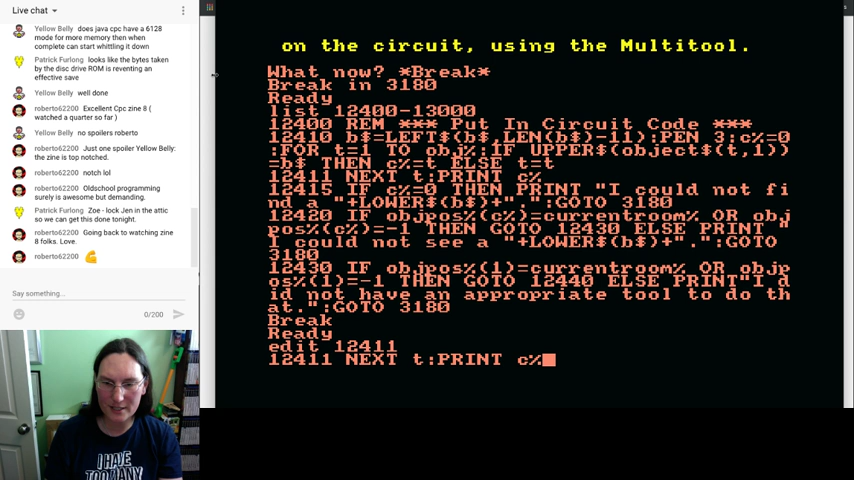 Live chat
Yellow Belly does java cpc have a 6128
mode for more memory then when
complete can start whittling it down
Patrick Furlong looks like the bytes taken
by the disc drive ROM is reventing an
effective save
Yellow Belly well done
roberto62200 Excellent Cpc zine 8 (
watched a quarter so far )
Yellow Belly no spoilers roberto
roberto62200 Just one spoiler Yellow Belly:
the zine is top notched.
roberto62200 notch lol
roberto62200 Oldschool programming
surely is awesome but demanding.
Patrick Furlong Zoe - lock Jen in the attic
so we can get this done tonight.
roberto62200 Going back to watching zine
8 folks. Love.
roberto62200 💪
Say something...
0/200
on the circuit, using the Multitool.
What now? *Break*
Break in 3180
Ready
list 12400-13000
12400 REM *** Put In Circuit Code ***
12410 b$=LEFT$(b$,LEN(b$)-11):PEN 3:c%=0
:FOR t=1 TO obj%:IF UPPER$(object$(t,1))
=b$ THEN c%=t ELSE t=t
12411 NEXT t:PRINT c%
12415 IF c%=0 THEN PRINT "I could not fi
nd a "+LOWER$(b$)+".":GOTO 3180
12420 IF objpos%(c%)=currentroom% OR obj
pos%(c%)=-1 THEN GOTO 12430 ELSE PRINT "
I could not see a "+LOWER$(b$)+".":GOTO
3180
12430 IF objpos%(1)=currentroom% OR objp
os%(1)=-1 THEN GOTO 12440 ELSE PRINT"I d
id not have an appropriate tool to do th
at.":GOTO 3180
Break
Ready
edit 12411
12411 NEXT t:PRINT c%
I HAVE
TOO MANY